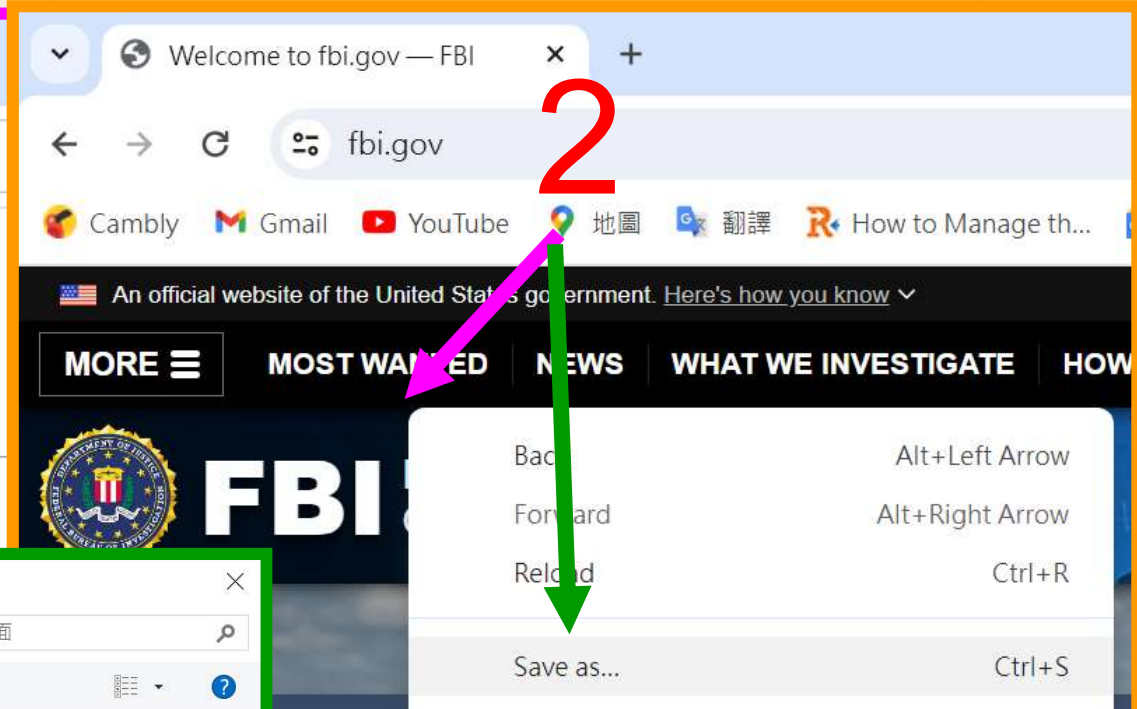 Welcome to fbi.gov — FBI
2
fbi.gov
Cambly Gmail YouTube 地圖 翻譯 How to Manage th...
An official website of the United States government. Here's how you know
MORE MOST WANTED NEWS WHAT WE INVESTIGATE HOW
FBI
Back Alt+Left Arrow
Forward Alt+Right Arrow
Reload Ctrl+R
面
Save as... Ctrl+S